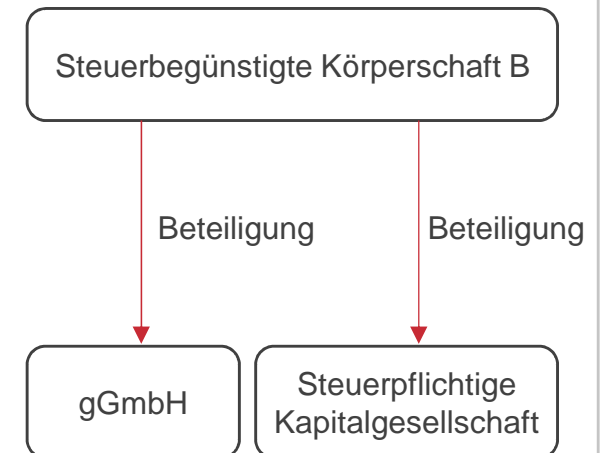 Steuerbegünstigte Körperschaft B
Beteiligung
Beteiligung
gGmbH
Steuerpflichtige
Kapitalgesellschaft